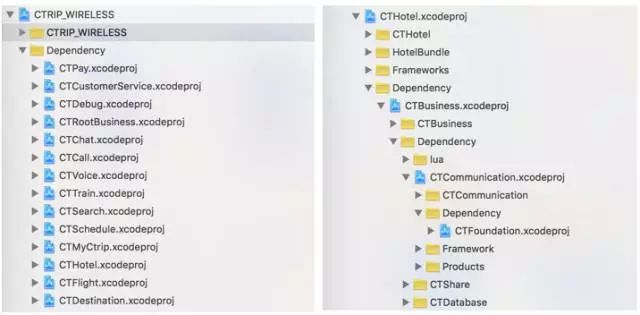 CTRIP_WIRELESS
CTRIP_WIRELESS
Dependency
CTPay.xcodeproj
CTCustomerService.xcodeproj
CTDebug.xcodeproj
CTRootBusiness.xcodeproj
CTChat.xcodeproj
CTCall.xcodeproj
CTVoice.xcodeproj
CTTrain.xcodeproj
CTSearch.xcodeproj
CTSchedule.xcodeproj
CTMyCtrip.xcodeproj
CTHotel.xcodeproj
CTFlight.xcodeproj
CTDestination.xcodeproj
CTHotel.xcodeproj
CTHotel
HotelBundle
Frameworks
Dependency
CTBusiness.xcodeproj
CTBusiness
Dependency
lua
CTCommunication.xcodeproj
CTCommunication
Dependency
CTFoundation.xcodeproj
Framework
Products
CTShare
CTDatabase